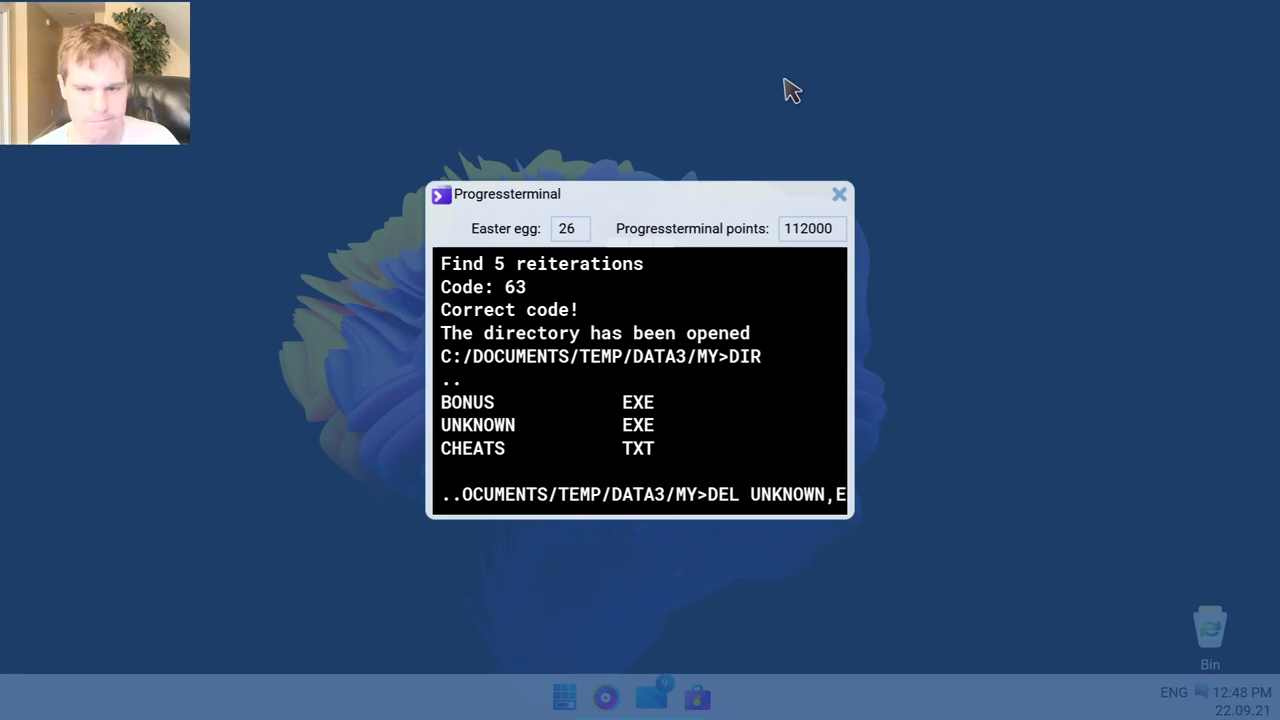 Progressterminal
Easter egg: 26 Progressterminal points: 112000
Find 5 reiterations
Code: 63
Correct code!
The directory has been opened
C:/DOCUMENTS/TEMP/DATA3/MY>DIR
..
BONUS EXE
UNKNOWN EXE
CHEATS TXT
..OCUMENTS/TEMP/DATA3/MY>DEL UNKNOWN,E
Bin
9
ENG 12:48 PM
22.09.21